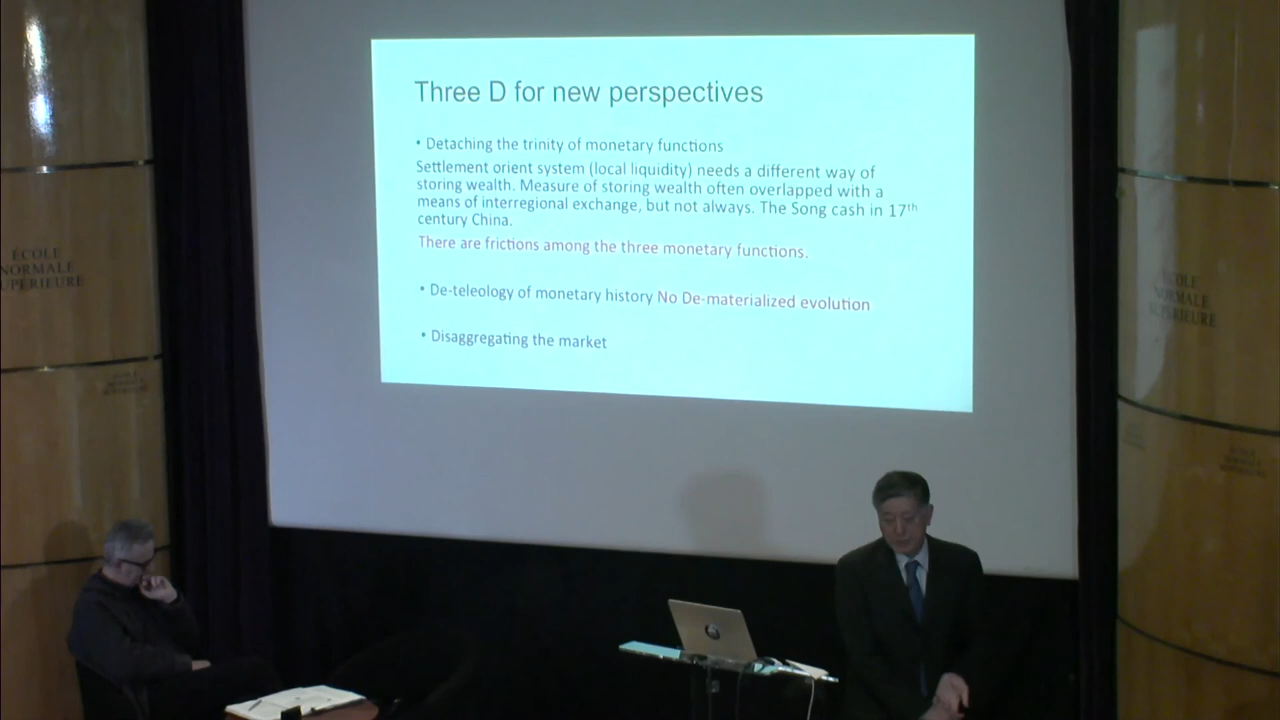 Three D for new perspectives
• Detaching the trinity of monetary functions
Settlement orient system (local liquidity) needs a different way of
storing wealth. Measure of storing wealth often overlapped with a
means of interregional exchange, but not always. The Song cash in 17th
century China.
There are frictions among the three monetary functions.
• De-teleology of monetary history No De-materialized evolution
• Disaggregating the market
ÉCOLE
NORMALE
SUPÉRIEURE
ÉCOLE
NORMALE
SUPÉRIEURE